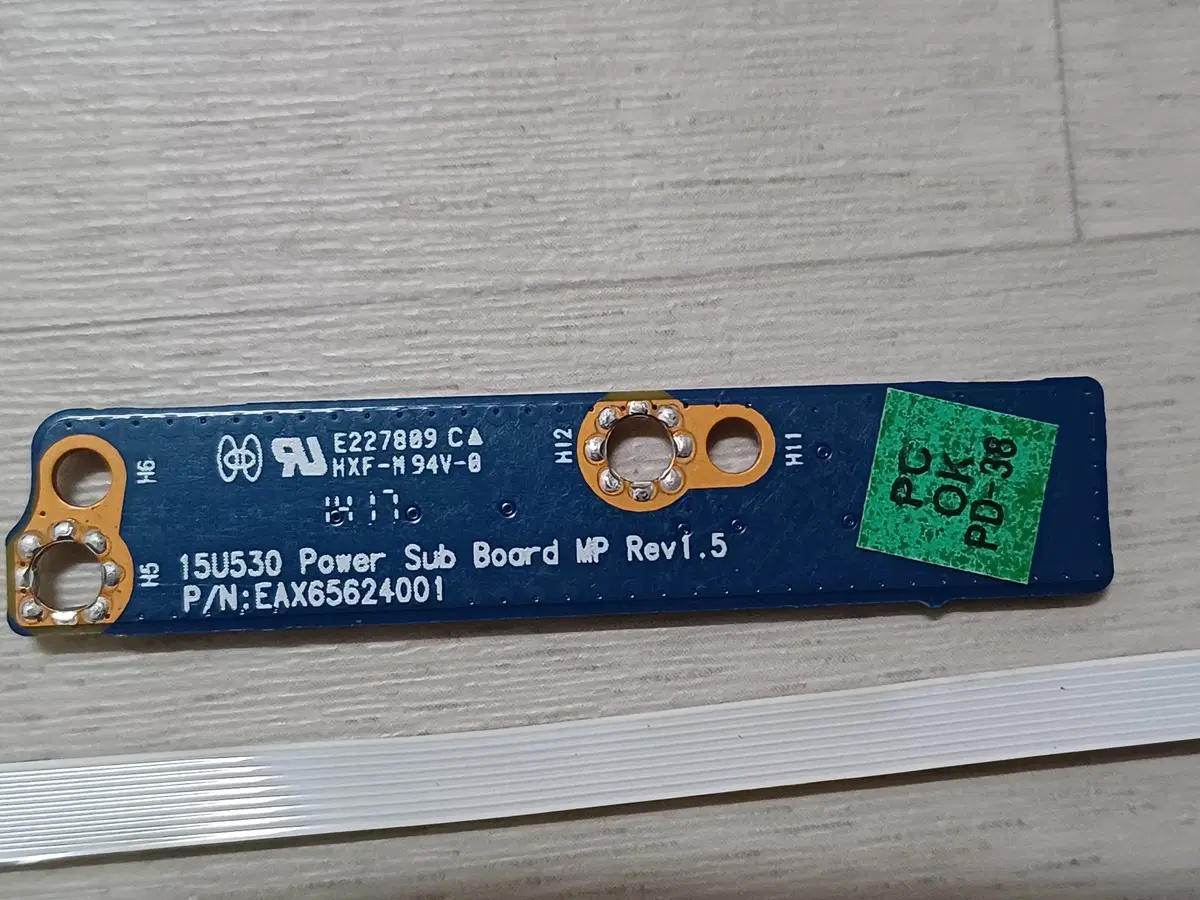 H6
H5
E227809 C▲
HXF-M 94V-0
1417
15U530 Power Sub Board MP Rev1.5
P/N:EAX65624001
H12
H11
PC
OK
PD-38